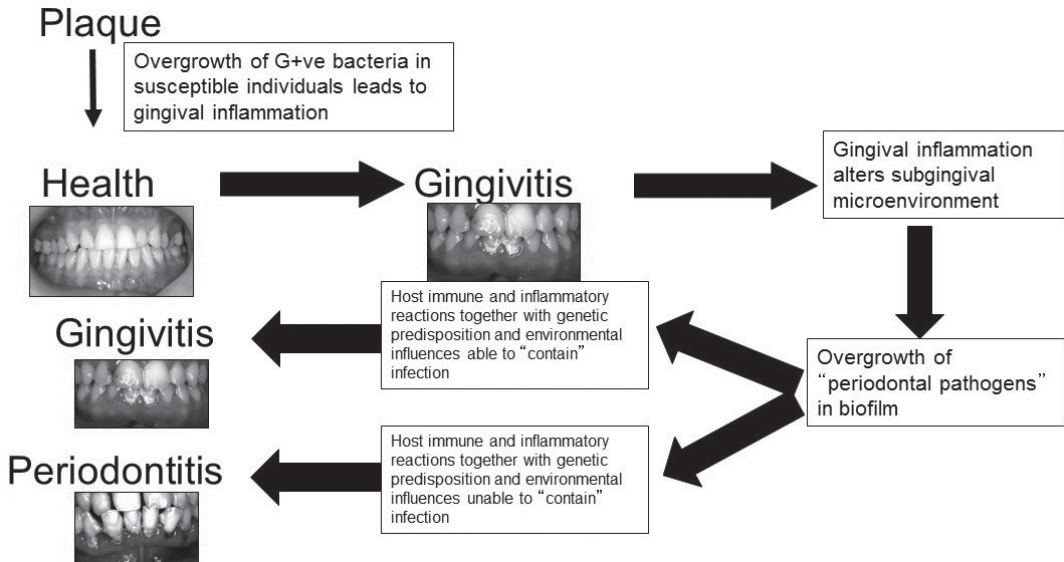 Plaque
Overgrowth of G+ve bacteria in
susceptible individuals leads to
gingival inflammation
Health
Gingivitis
Gingival inflammation
alters subgingival
microenvironment
Overgrowth of
“periodontal pathogens”
in biofilm
Host immune and inflammatory
reactions together with genetic
predisposition and environmental
influences able to “contain”
infection
Gingivitis
Host immune and inflammatory
reactions together with genetic
predisposition and environmental
influences unable to “contain”
infection
Periodontitis